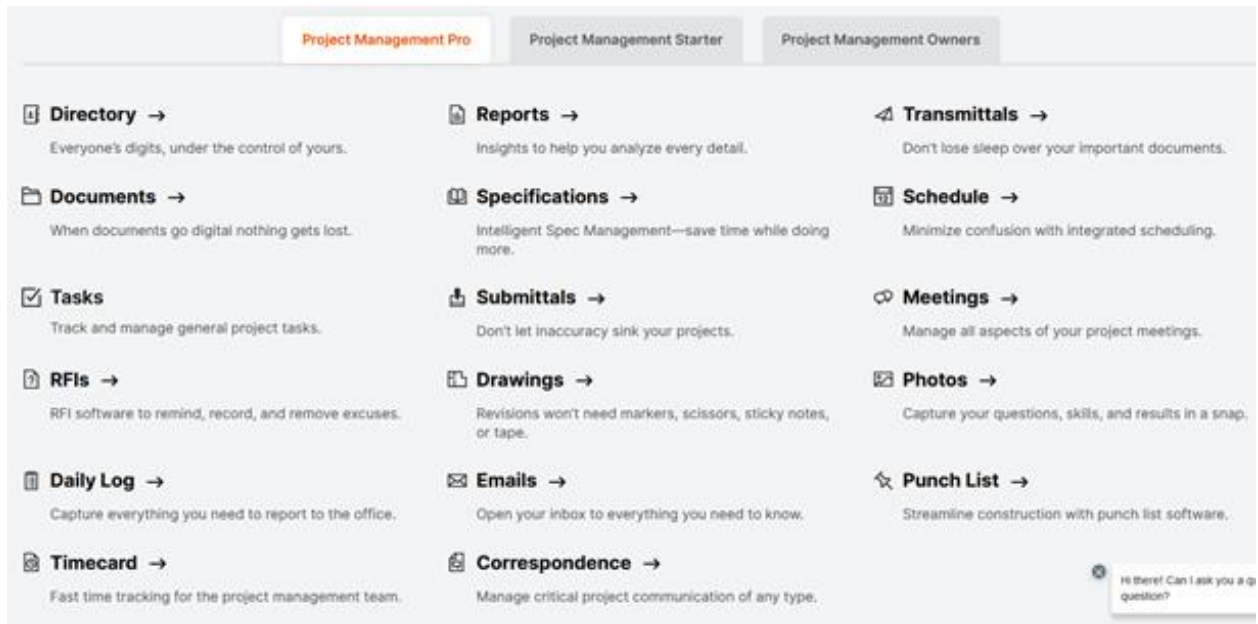 Project Management Pro
Project Management Starter
Project Management Owners
Directory →
Everyone's digits, under the control of yours.
Reports →
Insights to help you analyze every detail.
Transmittals →
Don't lose sleep over your important documents.
Documents →
When documents go digital nothing gets lost.
Specifications →
Intelligent Spec Management—save time while doing
more.
Schedule →
Minimize confusion with integrated scheduling.
Tasks
Track and manage general project tasks.
Submittals →
Don't let inaccuracy sink your projects.
Meetings →
Manage all aspects of your project meetings.
RFIs →
RFI software to remind, record, and remove excuses.
Drawings →
Revisions won't need markers, scissors, sticky notes,
or tape.
Photos →
Capture your questions, skills, and results in a snap.
Daily Log →
Capture everything you need to report to the office.
Emails →
Open your inbox to everything you need to know.
Punch List →
Streamline construction with punch list software.
Timecard →
Fast time tracking for the project management team.
Correspondence →
Manage critical project communication of any type.
Hi there! Can I ask you a
question?